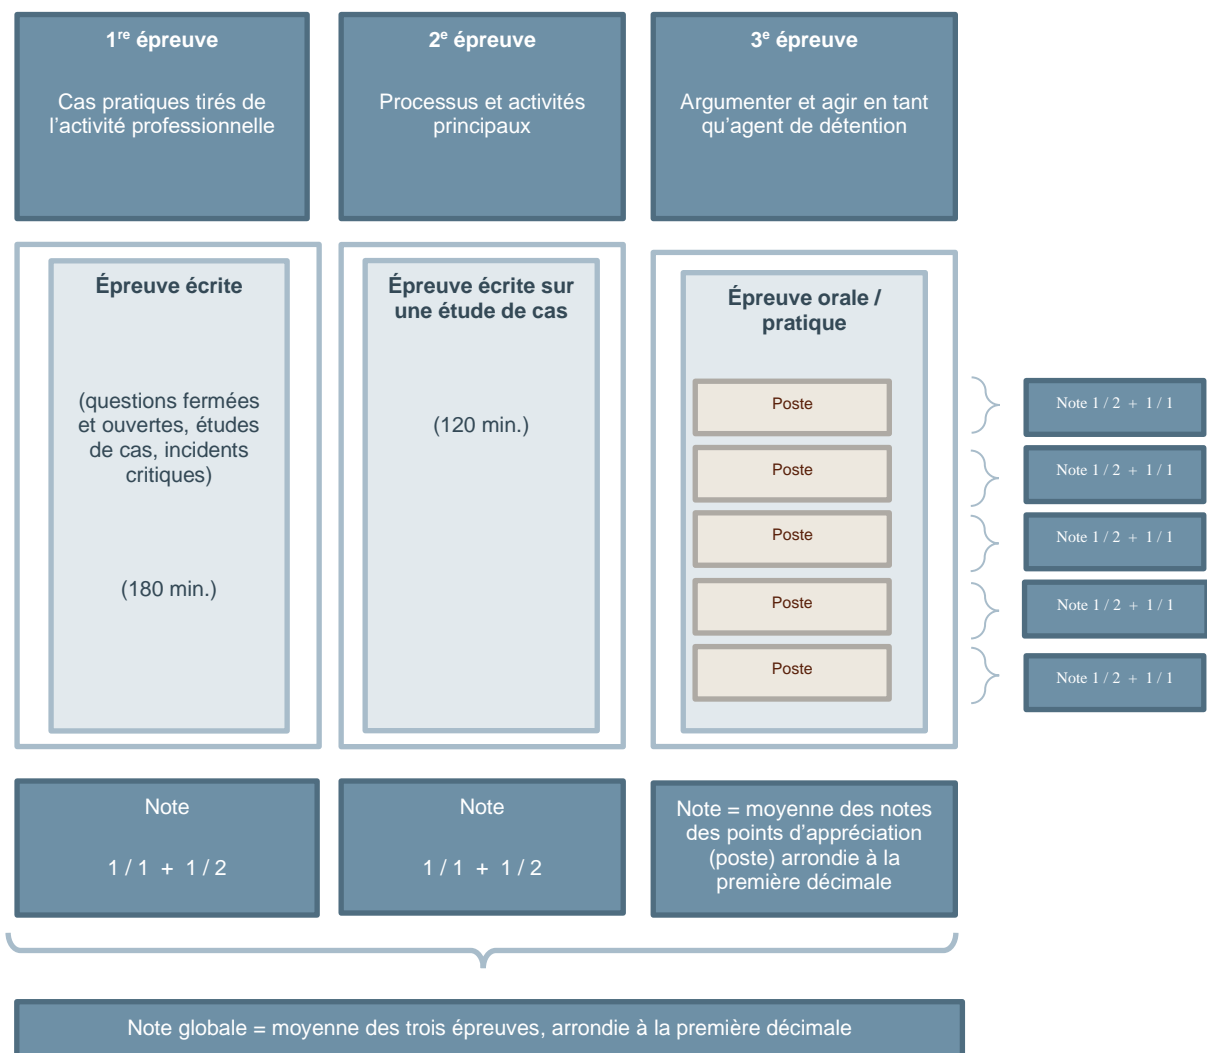 1re épreuve
Cas pratiques tirés de
l'activité professionnelle
2e épreuve
Processus et activités
principaux
3e épreuve
Argumenter et agir en tant
qu'agent de détention
Épreuve écrite
(questions fermées
et ouvertes, études
de cas, incidents
critiques)
(180 min.)
Épreuve écrite sur
une étude de cas
(120 min.)
Épreuve orale /
pratique
Poste
Note 1 / 2 + 1 / 1
Poste
Note 1 / 2 + 1 / 1
Poste
Note 1 / 2 + 1 / 1
Poste
Note 1 / 2 + 1 / 1
Poste
Note 1 / 2 + 1 / 1
Note
1 / 1 + 1 / 2
Note
1 / 1 + 1 / 2
Note = moyenne des notes
des points d'appréciation
(poste) arrondie à la
première décimale
Note globale = moyenne des trois épreuves, arrondie à la première décimale